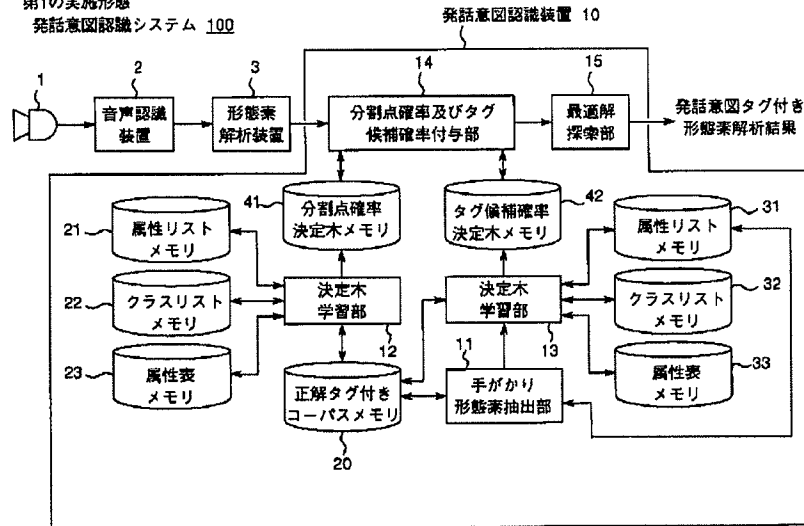 第1の実施形態
発話意図認識システム 100
発話意図認識装置 10
1
2
音声認識
装置
3
形態素
解析装置
14
分割点確率及びタグ
候補確率付与部
15
最適解
探索部
発話意図タグ付き
形態素解析結果
41
分割点確率
決定木メモリ
42
タグ候補確率
決定木メモリ
21
属性リスト
メモリ
31
属性リスト
メモリ
22
クラスリスト
メモリ
決定木
学習部
12
決定木
学習部
13
32
クラスリスト
メモリ
23
属性表
メモリ
33
属性表
メモリ
正解タグ付き
コーパスメモリ
20
11
手がかり
形態素抽出部